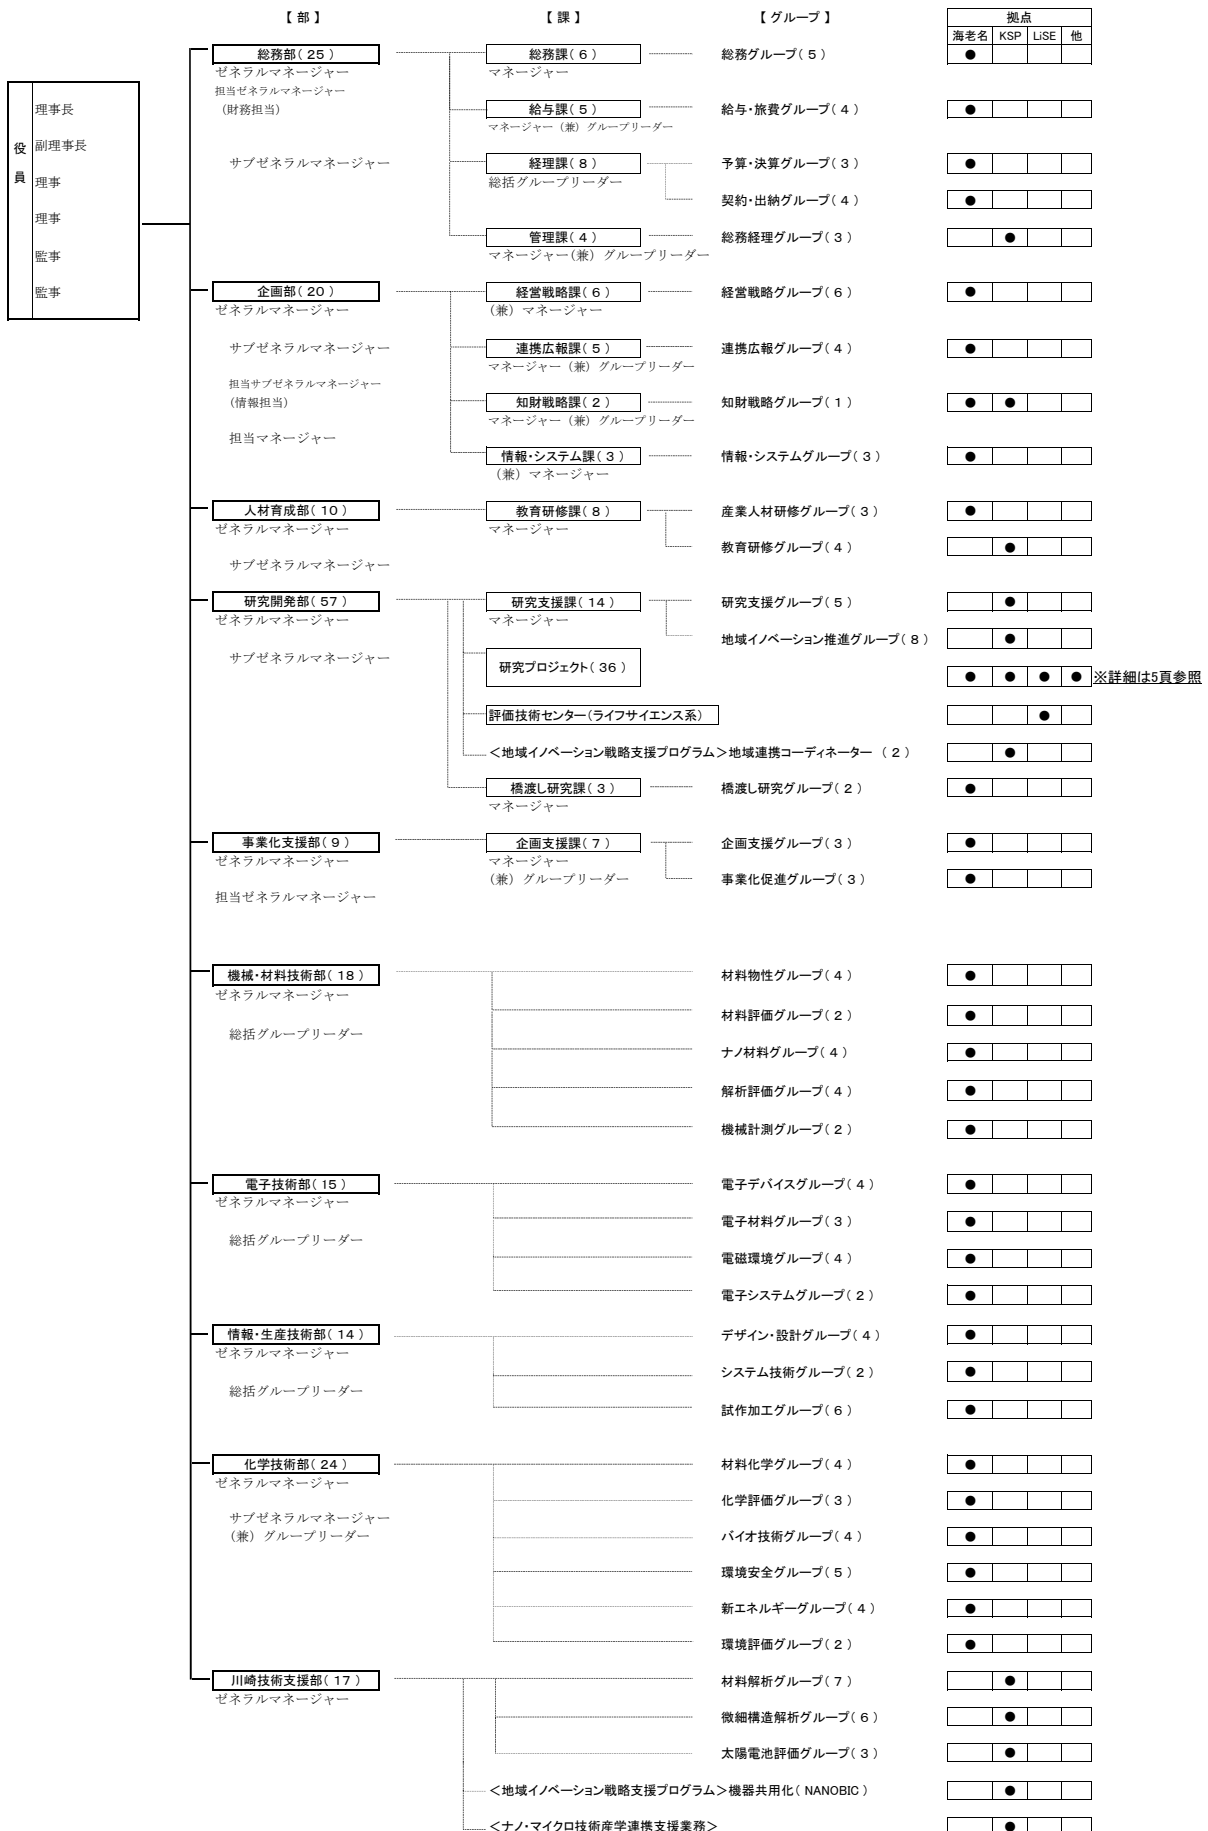 【 部 】 【 課 】 【 グループ 】 拠点
海老名 KSP LiSE 他
総務部( 25 ) 総務課( 6 ) 総務グループ( 5 ) ●
ゼネラルマネージャー マネージャー
担当ゼネラルマネージャー
(財務担当) 給与課( 5 ) 給与・旅費グループ( 4 ) ●
マネージャー (兼) グループリーダー
役員
理事長
副理事長
理事
理事
監事
監事
サブゼネラルマネージャー 経理課( 8 ) 予算・決算グループ( 3 ) ●
総括グループリーダー
契約・出納グループ( 4 ) ●
管理課( 4 ) 総務経理グループ( 3 ) ●
マネージャー(兼) グループリーダー
企画部( 20 ) 経営戦略課( 6 ) 経営戦略グループ( 6 ) ●
ゼネラルマネージャー (兼) マネージャー
サブゼネラルマネージャー 連携広報課( 5 ) 連携広報グループ( 4 ) ●
マネージャー (兼) グループリーダー
担当サブゼネラルマネージャー
(情報担当) 知財戦略課( 2 ) 知財戦略グループ( 1 ) ● ●
マネージャー (兼) グループリーダー
担当マネージャー
情報・システム課( 3 ) 情報・システムグループ( 3 ) ●
(兼) マネージャー
人材育成部( 10 ) 教育研修課( 8 ) 産業人材研修グループ( 3 ) ●
ゼネラルマネージャー マネージャー
教育研修グループ( 4 ) ●
サブゼネラルマネージャー
研究開発部( 57 ) 研究支援課( 14 ) 研究支援グループ( 5 ) ●
ゼネラルマネージャー マネージャー
地域イノベーション推進グループ( 8 ) ●
サブゼネラルマネージャー
研究プロジェクト( 36 ) ● ● ● ● ※詳細は5頁参照
評価技術センター(ライフサイエンス系) ●
<地域イノベーション戦略支援プログラム>地域連携コーディネーター ( 2 ) ●
橋渡し研究課( 3 ) 橋渡し研究グループ( 2 ) ●
マネージャー
事業化支援部( 9 ) 企画支援課( 7 ) 企画支援グループ( 3 ) ●
ゼネラルマネージャー マネージャー
(兼) グループリーダー 事業化促進グループ( 3 ) ●
担当ゼネラルマネージャー
機械・材料技術部( 18 ) 材料物性グループ( 4 ) ●
ゼネラルマネージャー
材料評価グループ( 2 ) ●
総括グループリーダー
ナノ材料グループ( 4 ) ●
解析評価グループ( 4 ) ●
機械計測グループ( 2 ) ●
電子技術部( 15 ) 電子デバイスグループ( 4 ) ●
ゼネラルマネージャー
電子材料グループ( 3 ) ●
総括グループリーダー
電磁環境グループ( 4 ) ●
電子システムグループ( 2 ) ●
情報・生産技術部( 14 ) デザイン・設計グループ( 4 ) ●
ゼネラルマネージャー
システム技術グループ( 2 ) ●
総括グループリーダー
試作加工グループ( 6 ) ●
化学技術部( 24 ) 材料化学グループ( 4 ) ●
ゼネラルマネージャー
化学評価グループ( 3 ) ●
サブゼネラルマネージャー
(兼) グループリーダー バイオ技術グループ( 4 ) ●
環境安全グループ( 5 ) ●
新エネルギーグループ( 4 ) ●
環境評価グループ( 2 ) ●
川崎技術支援部( 17 ) 材料解析グループ( 7 ) ●
ゼネラルマネージャー
微細構造解析グループ( 6 ) ●
太陽電池評価グループ( 3 ) ●
<地域イノベーション戦略支援プログラム>機器共用化( NANOBIC ) ●
<ナノ・マイクロ技術産学連携支援業務> ●